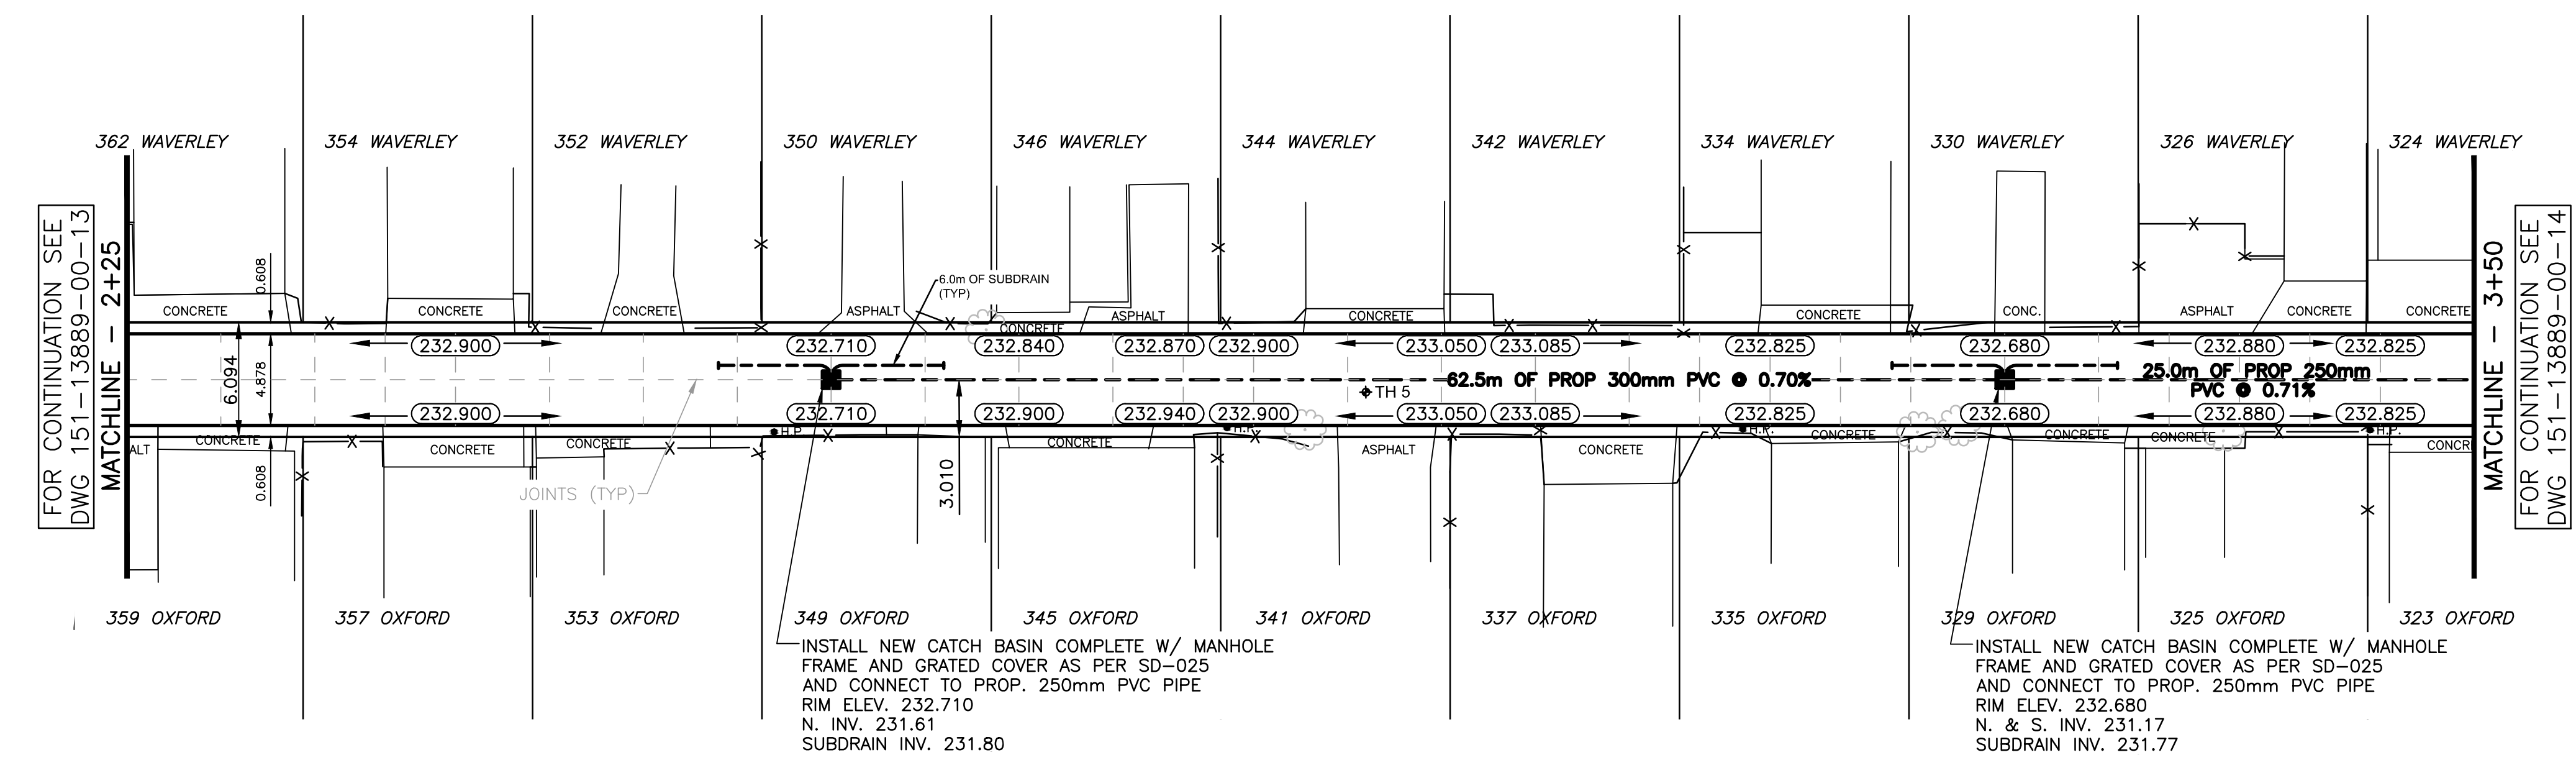 362 WAVERLEY
354 WAVERLEY
352 WAVERLEY
350 WAVERLEY
346 WAVERLEY
344 WAVERLEY
342 WAVERLEY
334 WAVERLEY
330 WAVERLEY
326 WAVERLEY
324 WAVERLEY
FOR CONTINUATION SEE
DWG 151-13889-00-13
MATCHLINE - 2+25
0.608
6.094
4.878
0.608
6.0m OF SUBDRAIN
(TYP)
CONCRETE
CONCRETE
CONCRETE
ASPHALT
CONCRETE
ASPHALT
CONCRETE
CONCRETE
CONC.
ASPHALT
CONCRETE
CONCRETE
232.900
232.710
232.840
232.870
232.900
233.050
233.085
232.825
232.680
232.880
232.825
62.5m OF PROP 300mm PVC @ 0.70%
25.0m OF PROP 250mm
PVC @ 0.71%
TH 5
232.900
232.710
232.900
232.940
232.900
233.050
233.085
232.825
232.680
232.880
232.825
ALT
CONCRETE
CONCRETE
CONCRETE
H.P.
CONCRETE
H.P.
ASPHALT
CONCRETE
H.P.
CONCRETE
CONCRETE
CONCRETE
H.P.
CONCR
JOINTS (TYP)
3.010
MATCHLINE - 3+50
FOR CONTINUATION SEE
DWG 151-13889-00-14
359 OXFORD
357 OXFORD
353 OXFORD
349 OXFORD
345 OXFORD
341 OXFORD
337 OXFORD
335 OXFORD
329 OXFORD
325 OXFORD
323 OXFORD
INSTALL NEW CATCH BASIN COMPLETE W/ MANHOLE
FRAME AND GRATED COVER AS PER SD-025
AND CONNECT TO PROP. 250mm PVC PIPE
RIM ELEV. 232.710
N. INV. 231.61
SUBDRAIN INV. 231.80
INSTALL NEW CATCH BASIN COMPLETE W/ MANHOLE
FRAME AND GRATED COVER AS PER SD-025
AND CONNECT TO PROP. 250mm PVC PIPE
RIM ELEV. 232.680
N. & S. INV. 231.17
SUBDRAIN INV. 231.77